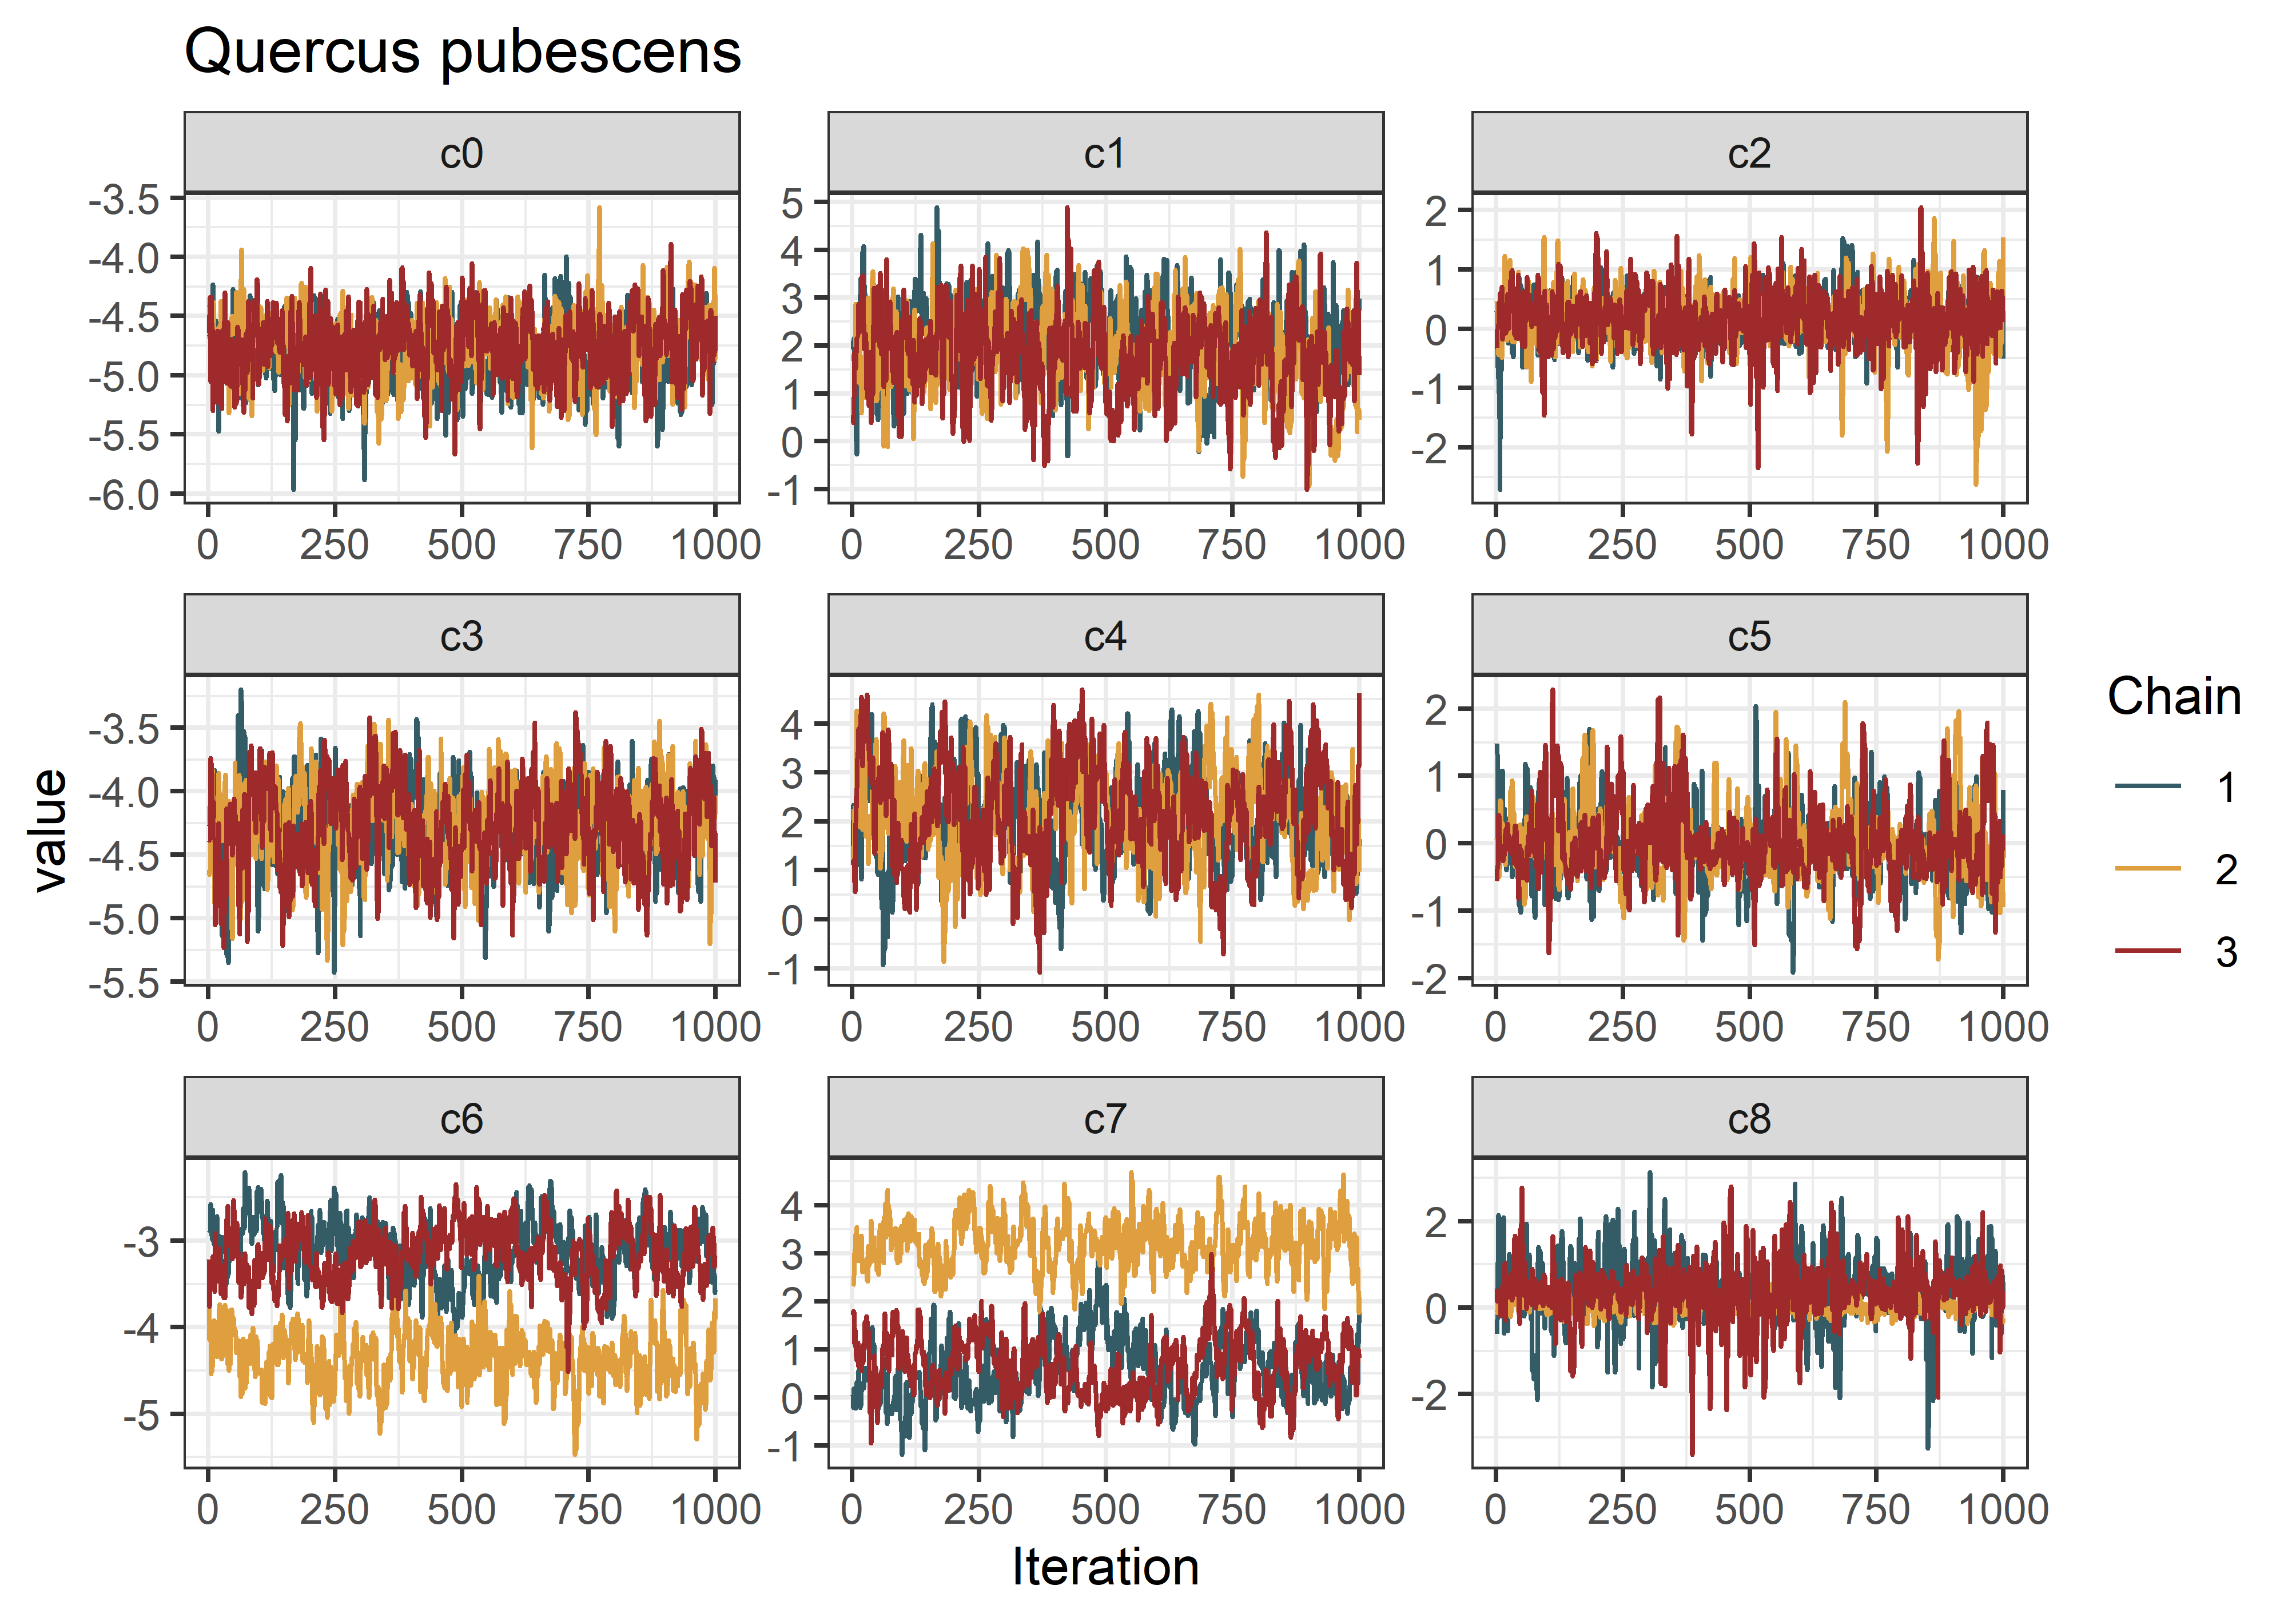 Quercus pubescens
c0 c1 c2
-3.5 -4.0 -4.5 -5.0 -5.5 -6.0
5 4 3 2 1 0 -1
2 1 0 -1 -2
0 250 500 750 1000 0 250 500 750 1000 0 250 500 750 1000
c3 c4 c5
-3.5 -4.0 -4.5 -5.0 -5.5
4 3 2 1 0 -1
2 1 0 -1 -2
0 250 500 750 1000 0 250 500 750 1000 0 250 500 750 1000
c6 c7 c8
-3 -4 -5
4 3 2 1 0 -1
2 0 -2
0 250 500 750 1000 0 250 500 750 1000 0 250 500 750 1000
value
Iteration
Chain
1
2
3